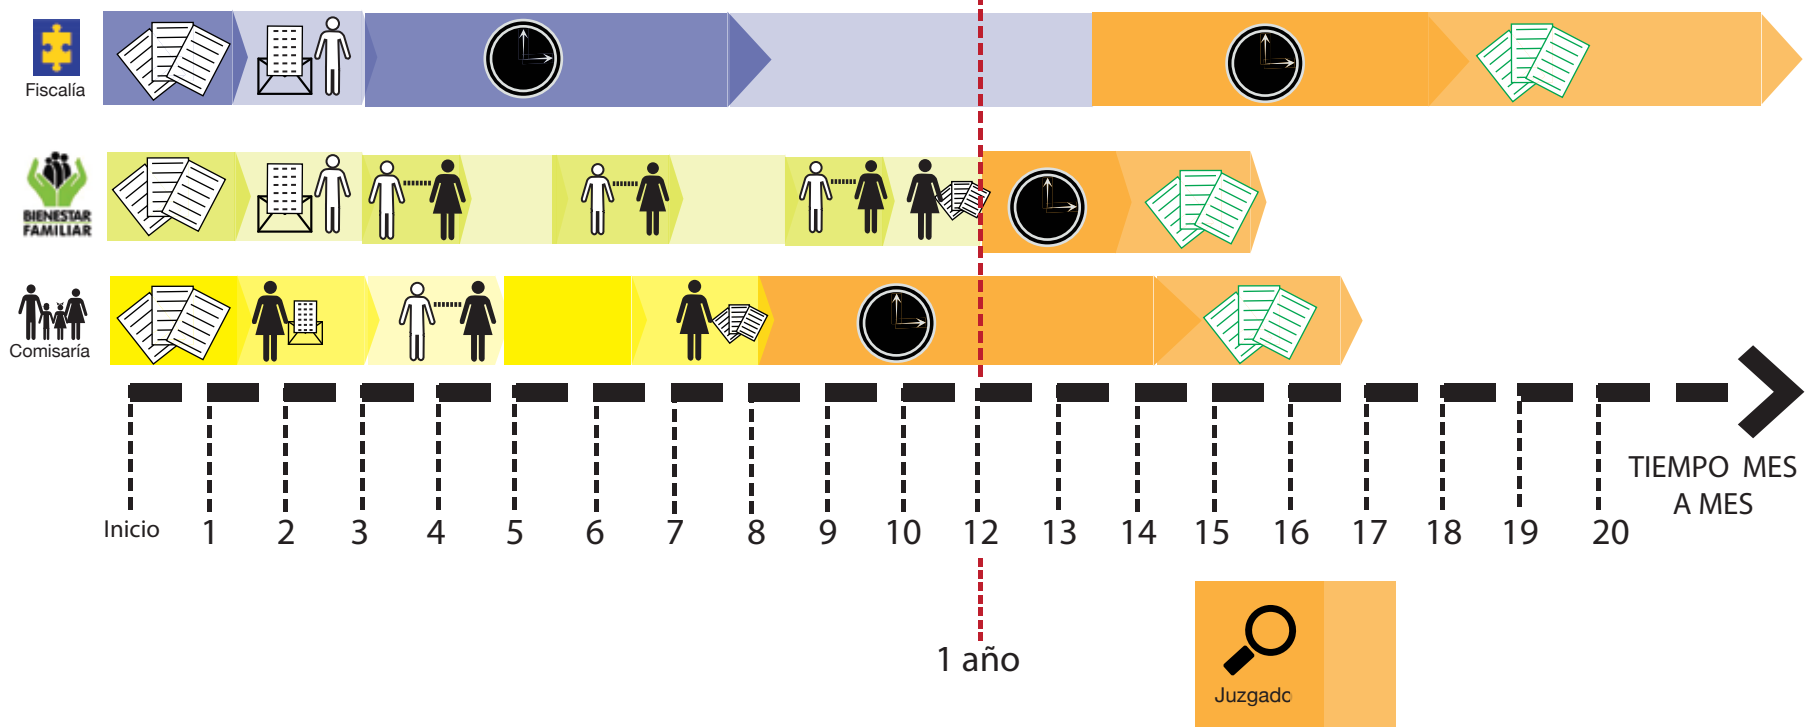 Fiscalía
BIENESTAR
FAMILIAR
Comisaría
Inicio 1 2 3 4 5 6 7 8 9 10 12 13 14 15 16 17 18 19 20
TIEMPO MES
A MES
1 año
Juzgado